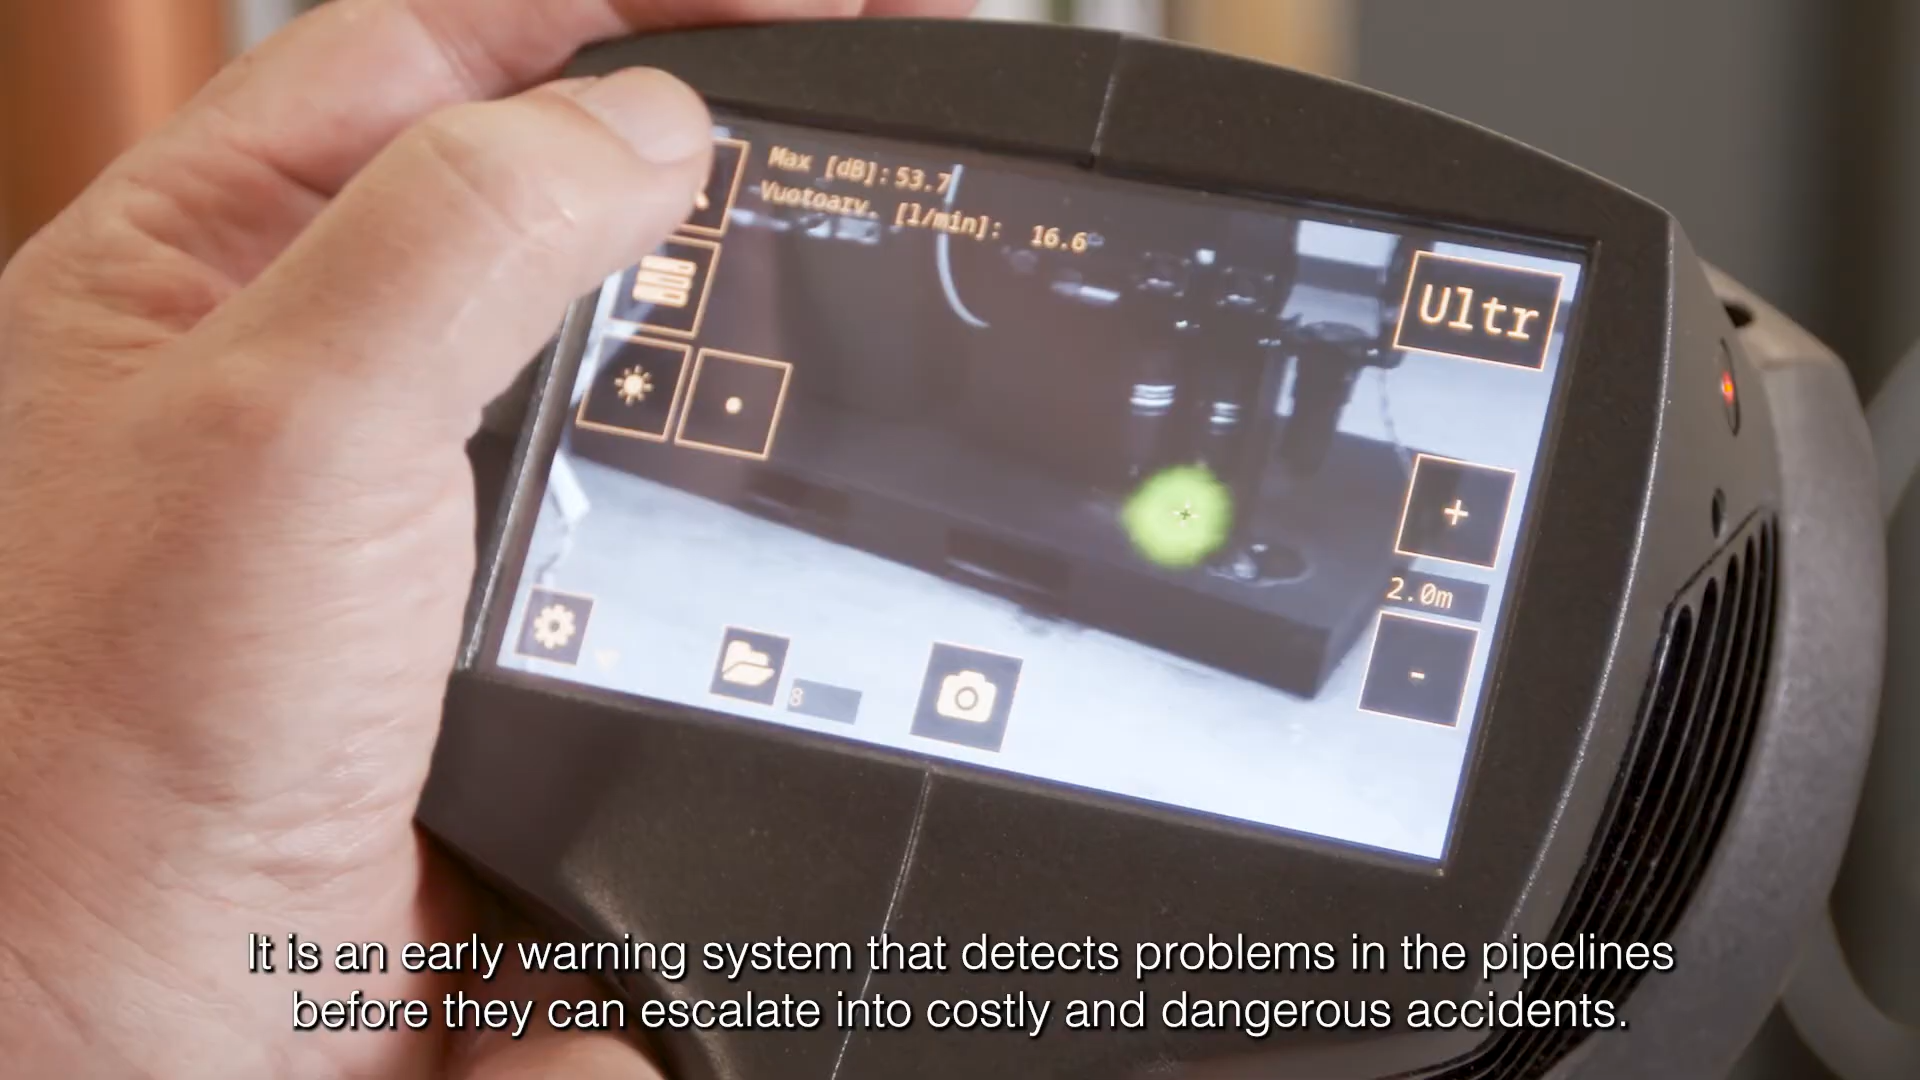 Max [dB]: 53.7
Vuotoarv. [l/min]: 16.6
Ultr
+
2.0m
-
8
It is an early warning system that detects problems in the pipelines
before they can escalate into costly and dangerous accidents.